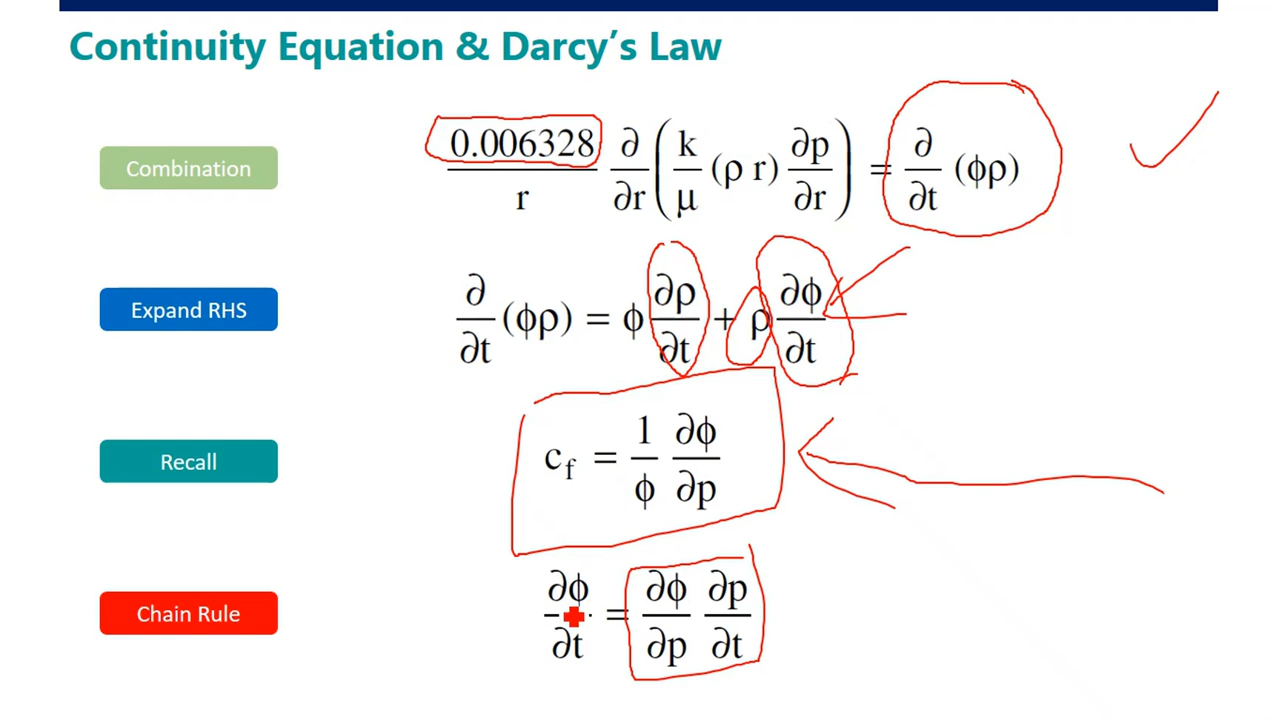 Continuity Equation & Darcy's Law
Combination
0.006328/r ∂/∂r (k/μ (ρ r) ∂p/∂r) = ∂/∂t (ϕρ)
Expand RHS
∂/∂t (ϕρ) = ϕ ∂ρ/∂t + ρ ∂ϕ/∂t
Recall
c_f = 1/ϕ ∂ϕ/∂p
Chain Rule
∂ϕ/∂t = ∂ϕ/∂p ∂p/∂t